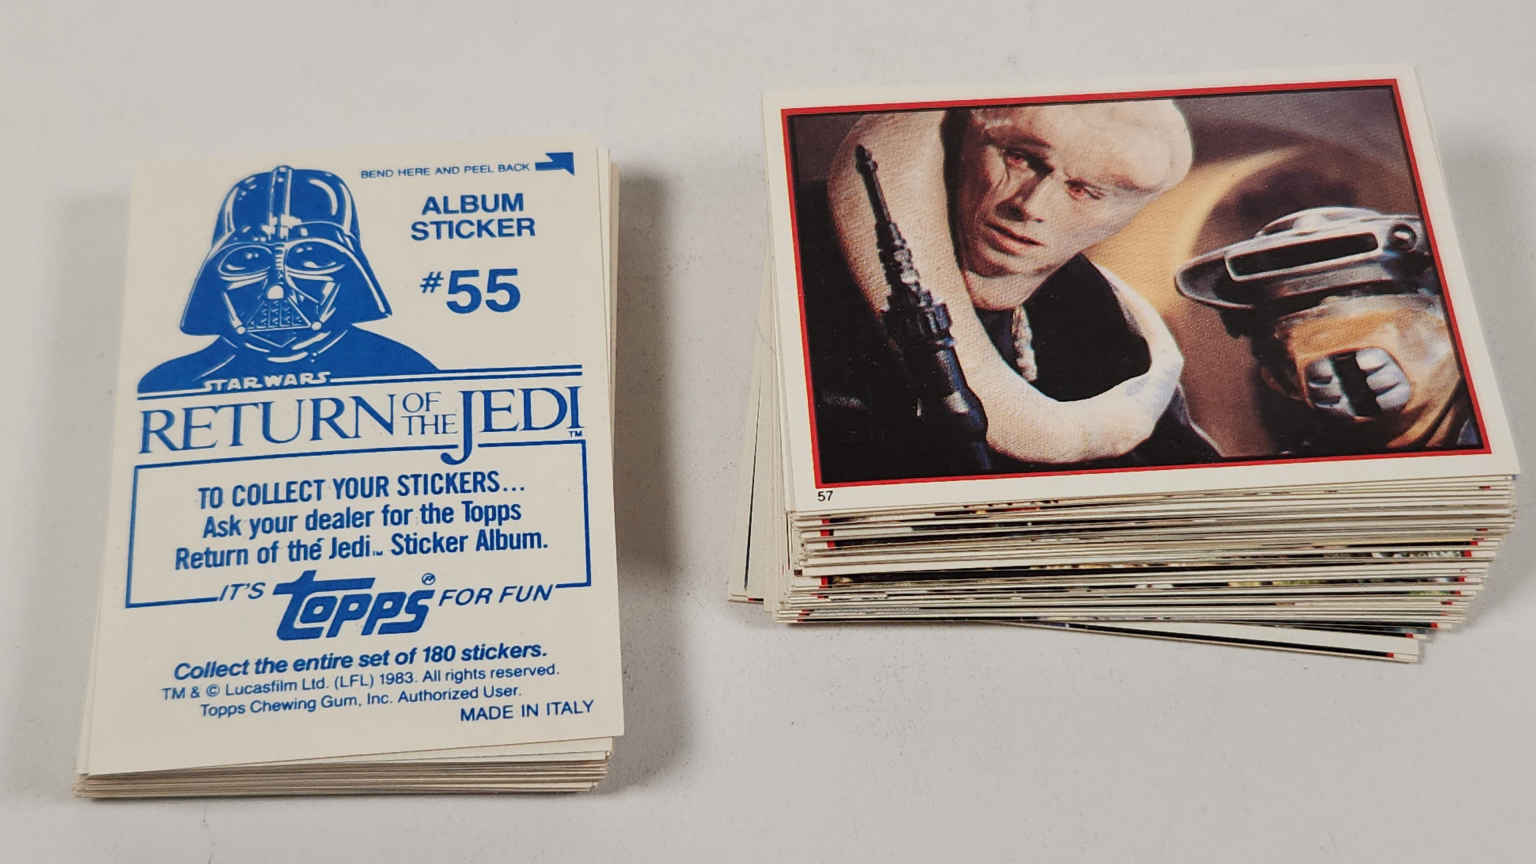 BEND HERE AND PEEL BACK
ALBUM
STICKER
#55
STAR WARS
RETURN OF THE JEDI™
TO COLLECT YOUR STICKERS...
Ask your dealer for the Topps
Return of the Jedi™ Sticker Album.
IT'S TOPPS® FOR FUN
Collect the entire set of 180 stickers.
TM & © Lucasfilm Ltd. (LFL) 1983. All rights reserved.
Topps Chewing Gum, Inc. Authorized User.
MADE IN ITALY
57